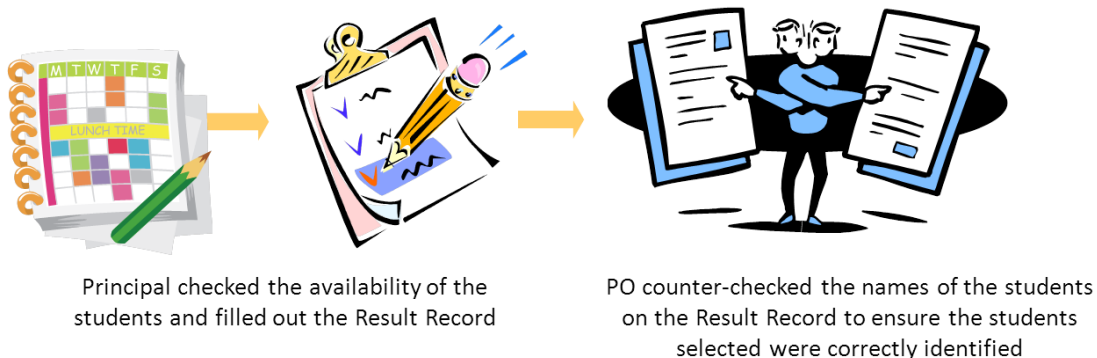 M T W T F S
LUNCH TIME
Principal checked the availability of the
students and filled out the Result Record
PO counter-checked the names of the students
on the Result Record to ensure the students
selected were correctly identified